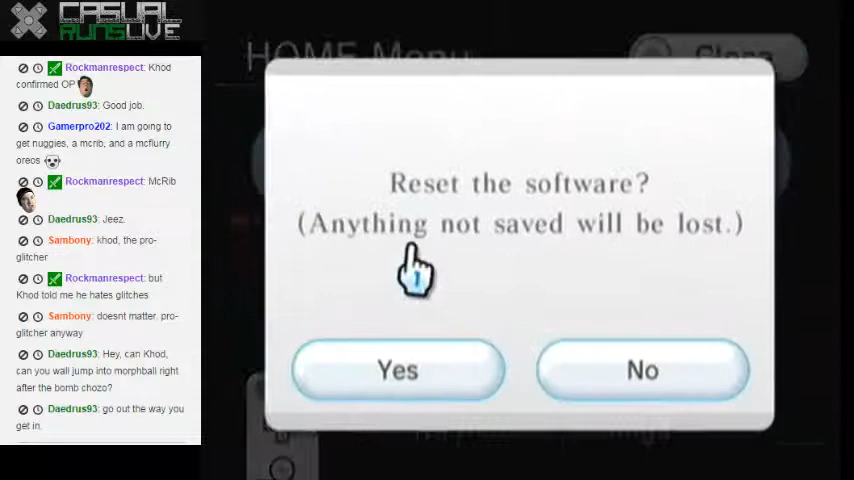 CASUAL
RUNSLIVE
Rockmanrespect: Khod
confirmed OP
Daedrus93: Good job.
Gamerpro202: I am going to
get nuggies, a mcrib, and a mcflurry
oreos
Rockmanrespect: McRib
Daedrus93: Jeez.
Sambony: khod, the pro-
glitcher
Rockmanrespect: but
Khod told me he hates glitches
Sambony: doesnt matter, pro-
glitcher anyway
Daedrus93: Hey, can Khod,
can you wall jump into morphball right
after the bomb chozo?
Daedrus93: go out the way you
get in.
HOME Menu
Close
Reset the software?
(Anything not saved will be lost.)
1
Yes
No